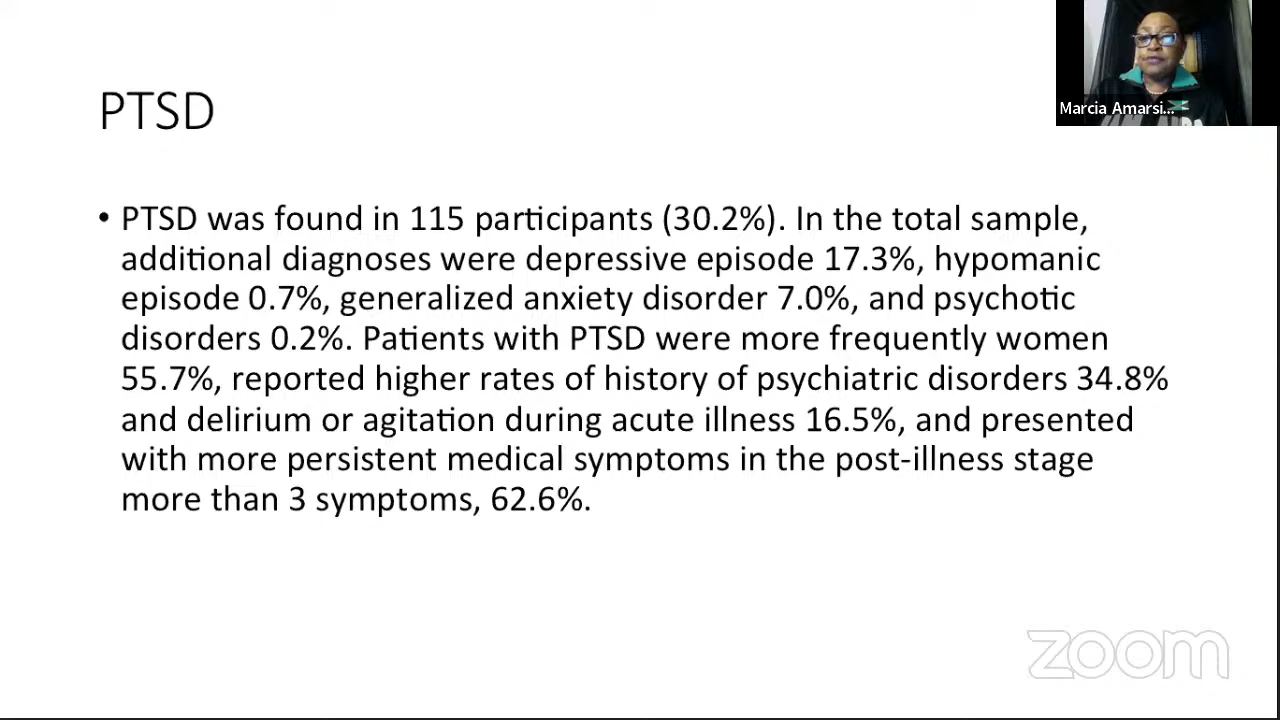 PTSD
Marcia Amarsi...
• PTSD was found in 115 participants (30.2%). In the total sample,
additional diagnoses were depressive episode 17.3%, hypomanic
episode 0.7%, generalized anxiety disorder 7.0%, and psychotic
disorders 0.2%. Patients with PTSD were more frequently women
55.7%, reported higher rates of history of psychiatric disorders 34.8%
and delirium or agitation during acute illness 16.5%, and presented
with more persistent medical symptoms in the post-illness stage
more than 3 symptoms, 62.6%.
zoom